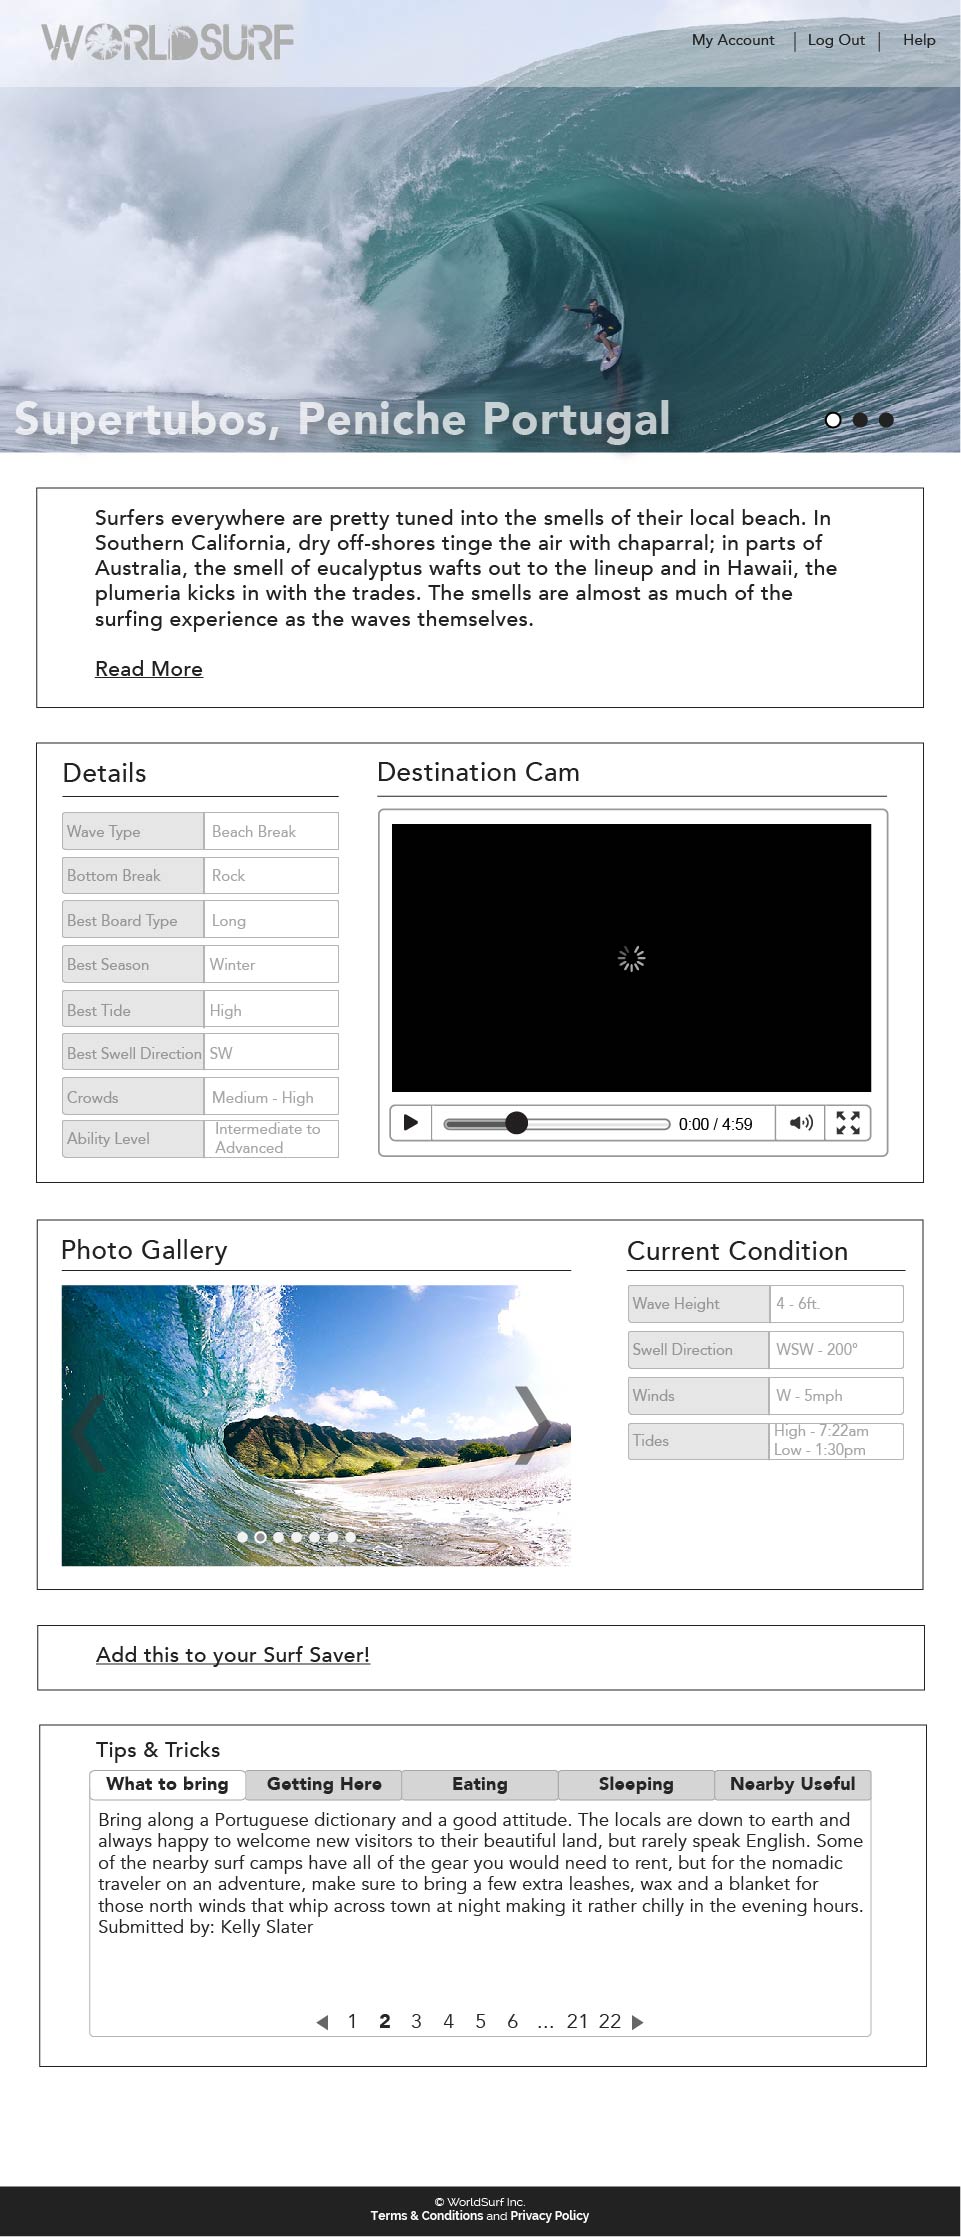 WORLDSURF
My Account | Log Out | Help
Supertubos, Peniche Portugal
Surfers everywhere are pretty tuned into the smells of their local beach. In
Southern California, dry off-shores tinge the air with chaparral; in parts of
Australia, the smell of eucalyptus wafts out to the lineup and in Hawaii, the
plumeria kicks in with the trades. The smells are almost as much of the
surfing experience as the waves themselves.
Read More
Details
Wave Type Beach Break
Bottom Break Rock
Best Board Type Long
Best Season Winter
Best Tide High
Best Swell Direction SW
Crowds Medium - High
Ability Level Intermediate to
Advanced
Destination Cam
0:00 / 4:59
Photo Gallery
Current Condition
Wave Height 4 - 6ft.
Swell Direction WSW - 200°
Winds W - 5mph
Tides High - 7:22am
Low - 1:30pm
Add this to your Surf Saver!
Tips & Tricks
What to bring Getting Here Eating Sleeping Nearby Useful
Bring along a Portuguese dictionary and a good attitude. The locals are down to earth and
always happy to welcome new visitors to their beautiful land, but rarely speak English. Some
of the nearby surf camps have all of the gear you would need to rent, but for the nomadic
traveler on an adventure, make sure to bring a few extra leashes, wax and a blanket for
those north winds that whip across town at night making it rather chilly in the evening hours.
Submitted by: Kelly Slater
1 2 3 4 5 6 ... 21 22
© WorldSurf Inc.
Terms & Conditions and Privacy Policy